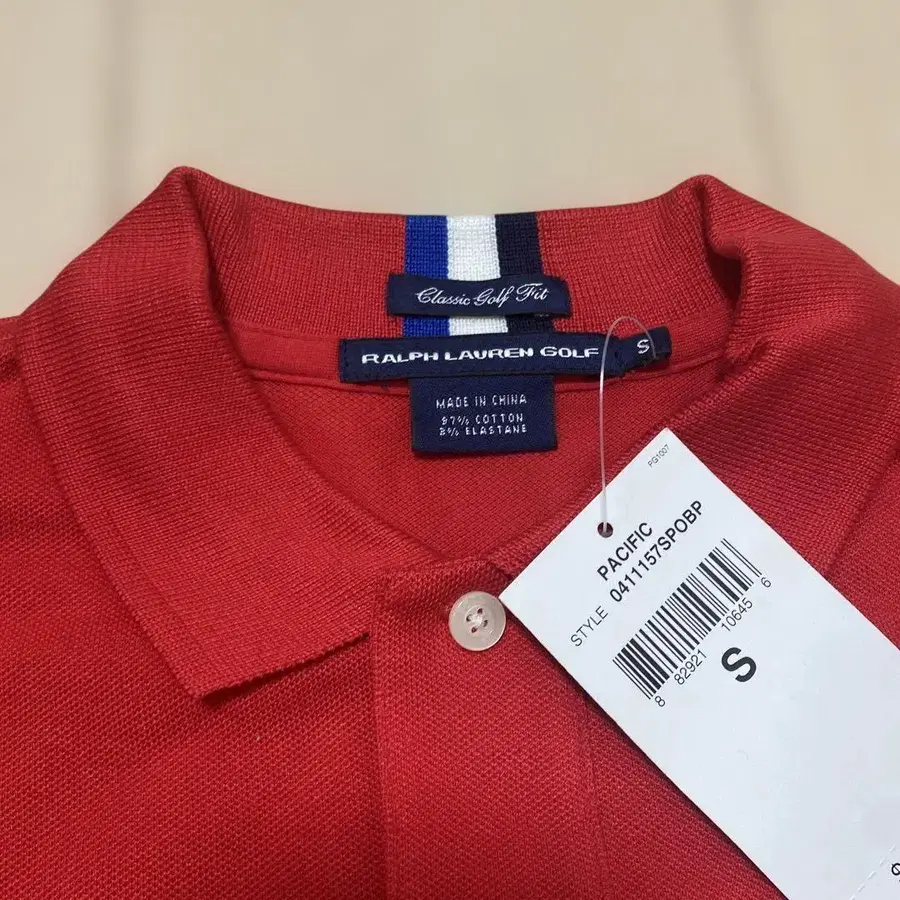 Classic Golf Fit
RALPH LAUREN GOLF
S
MADE IN CHINA
97% COTTON
3% ELASTANE
PG1007
PACIFIC
STYLE 0411157SPOBP
8 82921 10645 6
S